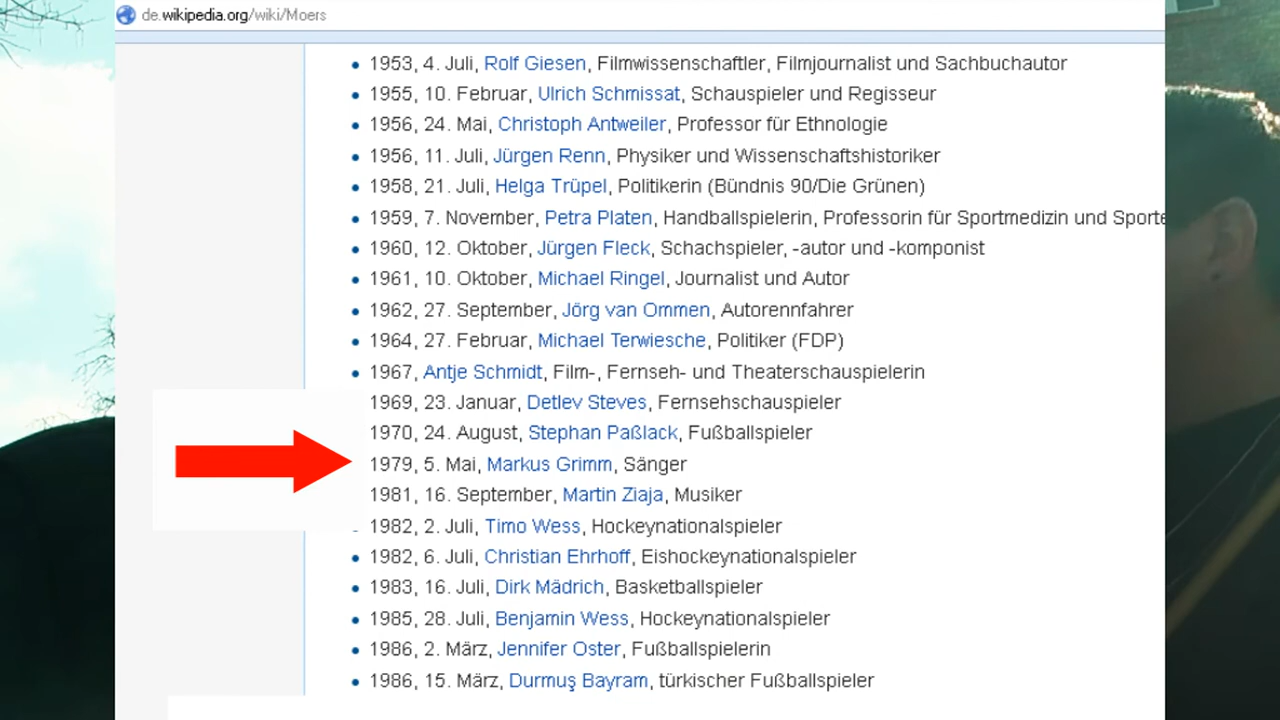 de.wikipedia.org/wiki/Moers
1953, 4. Juli, Rolf Giesen, Filmwissenschaftler, Filmjournalist und Sachbuchautor
1955, 10. Februar, Ulrich Schmissat, Schauspieler und Regisseur
1956, 24. Mai, Christoph Antweiler, Professor für Ethnologie
1956, 11. Juli, Jürgen Renn, Physiker und Wissenschaftshistoriker
1958, 21. Juli, Helga Trüpel, Politikerin (Bündnis 90/Die Grünen)
1959, 7. November, Petra Platen, Handballspielerin, Professorin für Sportmedizin und Sporte
1960, 12. Oktober, Jürgen Fleck, Schachspieler, -autor und -komponist
1961, 10. Oktober, Michael Ringel, Journalist und Autor
1962, 27. September, Jörg van Ommen, Autorennfahrer
1964, 27. Februar, Michael Terwiesche, Politiker (FDP)
1967, Antje Schmidt, Film-, Fernseh- und Theaterschauspielerin
1969, 23. Januar, Detlev Steves, Fernsehschauspieler
1970, 24. August, Stephan Paßlack, Fußballspieler
1979, 5. Mai, Markus Grimm, Sänger
1981, 16. September, Martin Ziaja, Musiker
1982, 2. Juli, Timo Wess, Hockeynationalspieler
1982, 6. Juli, Christian Ehrhoff, Eishockeynationalspieler
1983, 16. Juli, Dirk Mädrich, Basketballspieler
1985, 28. Juli, Benjamin Wess, Hockeynationalspieler
1986, 2. März, Jennifer Oster, Fußballspielerin
1986, 15. März, Durmuş Bayram, türkischer Fußballspieler